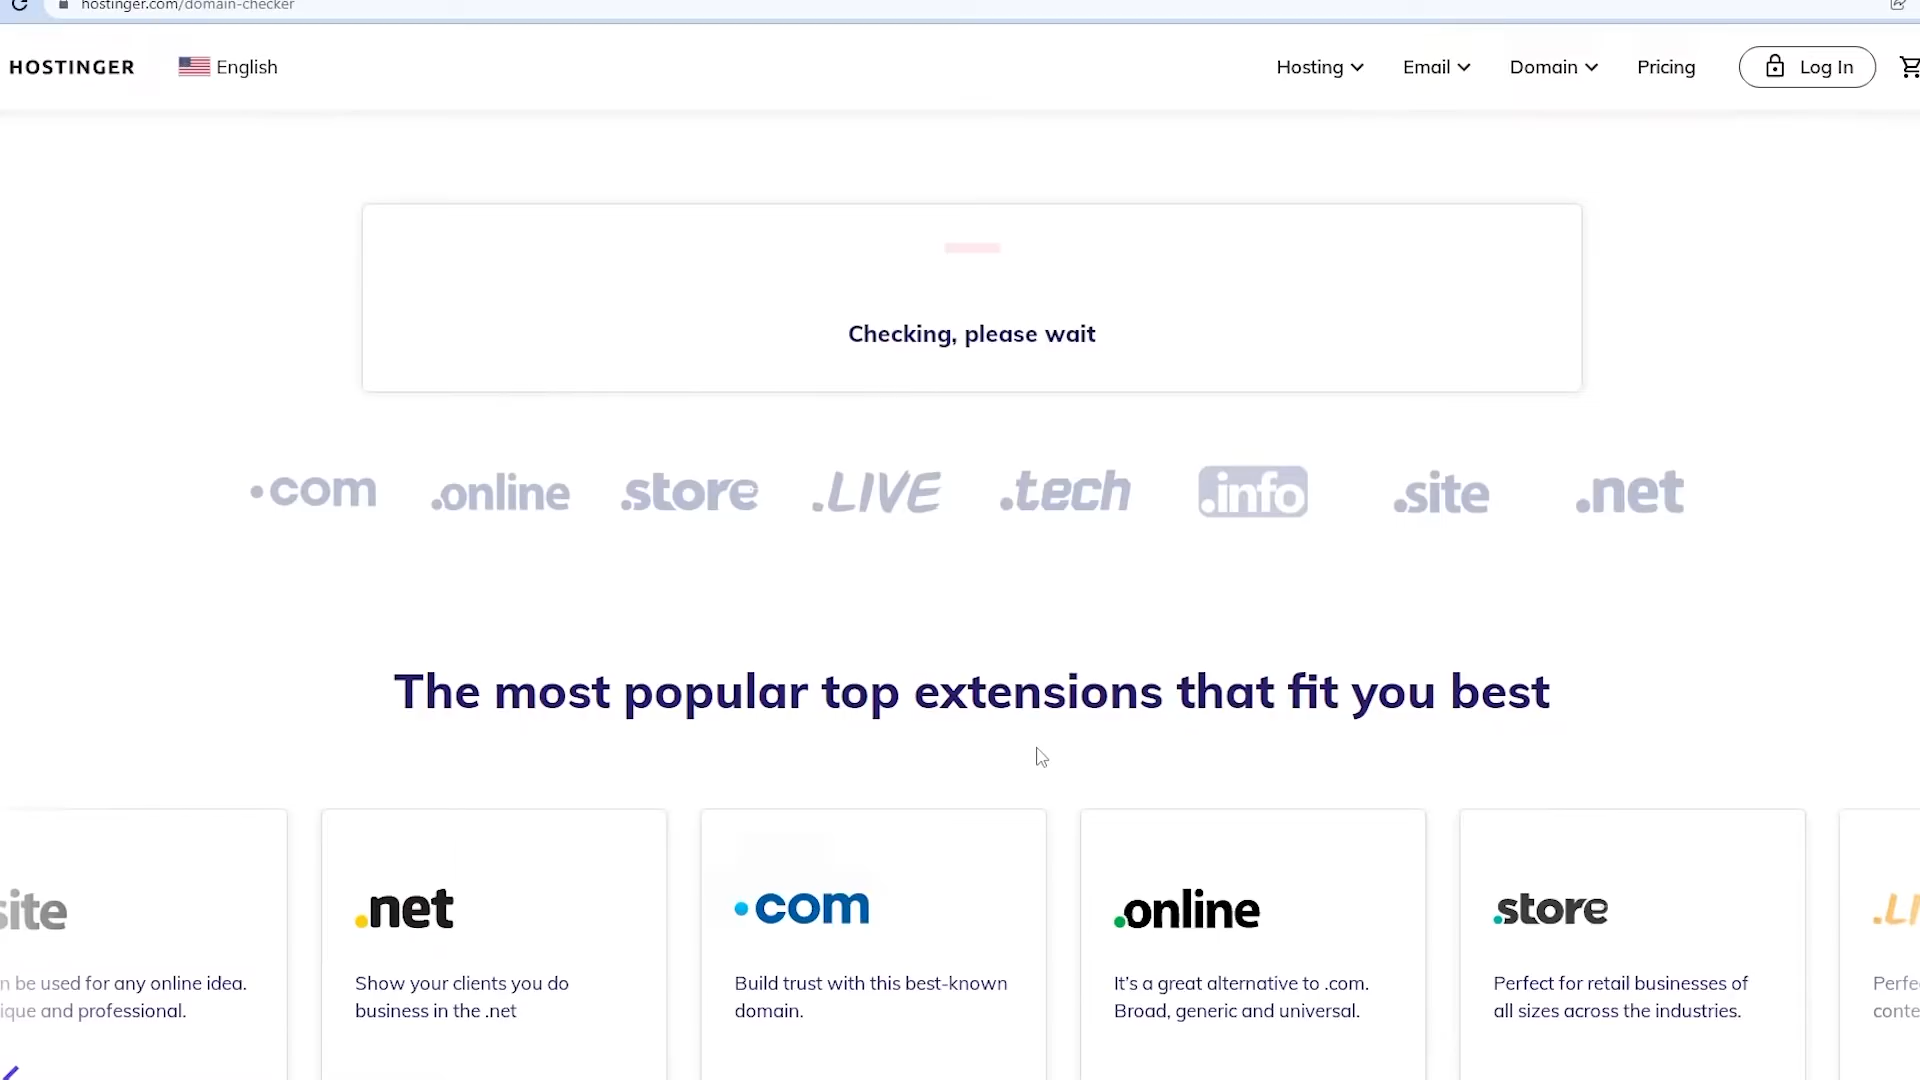 hostinger.com/domain-checker
HOSTINGER
English
Hosting
Email
Domain
Pricing
Log In
Checking, please wait
.com
.online
.store
.LIVE
.tech
.info
.site
.net
The most popular top extensions that fit you best
site
n be used for any online idea.
ique and professional.
.net
Show your clients you do
business in the .net
.com
Build trust with this best-known
domain.
.online
It's a great alternative to .com.
Broad, generic and universal.
.store
Perfect for retail businesses of
all sizes across the industries.
.LI
Perfe
conte